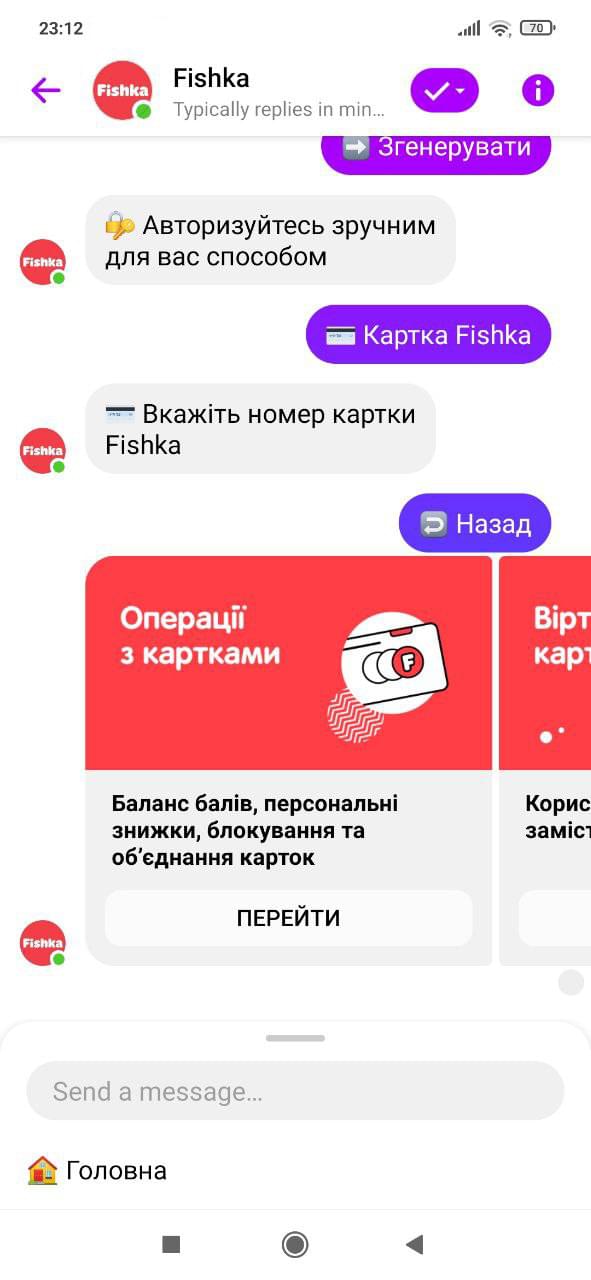 23:12
70
Fishka
Fishka
Typically replies in min...
➡️ Згенерувати
🔐 Авторизуйтесь зручним
для вас способом
Fishka
💳 Картка Fishka
💳 Вкажіть номер картки
Fishka
Fishka
Назад
Операції
з картками
F
Вірт
карт
Баланс балів, персональні
знижки, блокування та
об’єднання карток
Корис
заміст
ПЕРЕЙТИ
Fishka
Send a message...
🏠 Головна